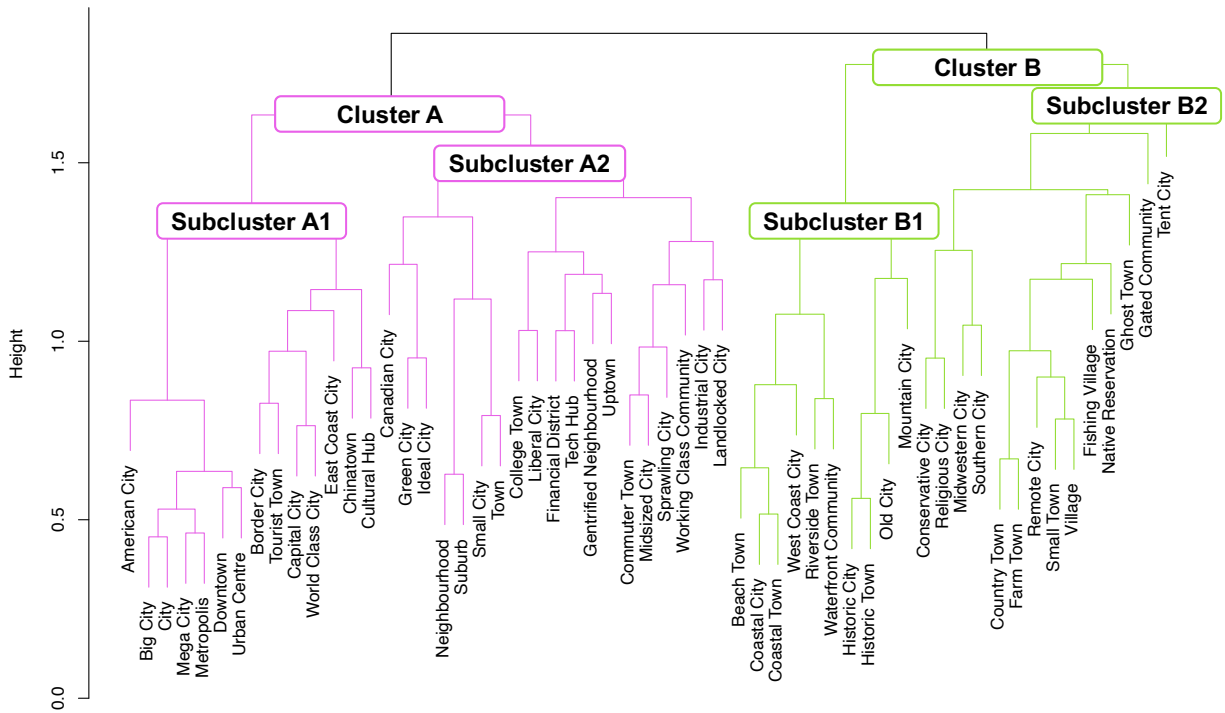 Cluster B
Subcluster B2
Cluster A
Subcluster A2
Subcluster A1
Subcluster B1
Height
1.5
1.0
0.5
0.0
American City
Big City
City
Mega City
Metropolis
Downtown
Urban Centre
Border City
Tourist Town
Capital City
World Class City
East Coast City
Chinatown
Cultural Hub
Canadian City
Green City
Ideal City
Neighbourhood
Suburb
Small City
Town
College Town
Liberal City
Financial District
Tech Hub
Gentrified Neighbourhood
Uptown
Commuter Town
Midsized City
Sprawling City
Working Class Community
Industrial City
Landlocked City
Beach Town
Coastal City
Coastal Town
West Coast City
Riverside Town
Waterfront Community
Historic City
Historic Town
Old City
Mountain City
Conservative City
Religious City
Midwestern City
Southern City
Country Town
Farm Town
Remote City
Small Town
Village
Fishing Village
Native Reservation
Ghost Town
Gated Community
Tent City